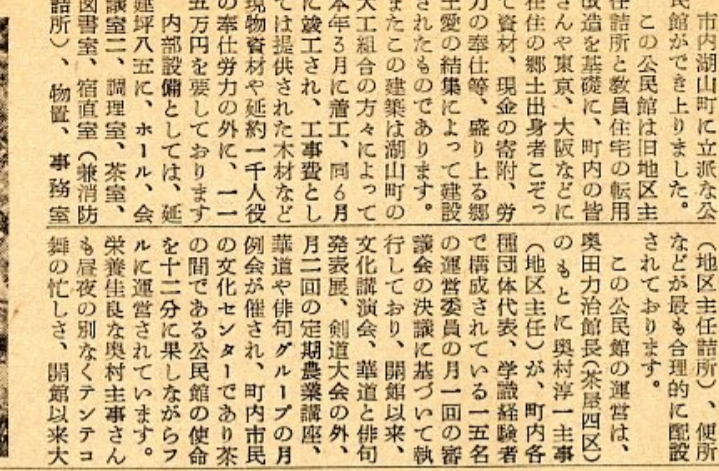 市内湖山町に立派な公
民館ができ上りました。
この公民館は旧地区主
任詰所と教員住宅の転用
改造を基礎に、町内の皆
さんや東京、大阪などに
在住の郷土出身者こぞっ
て資材、現金の寄附、労
力の奉仕等、盛り上る郷
土愛の結集によって建設
されたものであります。
またこの建築は湖山町の
大工組合の方々によって
本年3月に着工、同6月
に竣工され、工事費とし
ては提供された木材など
現物資材や延約一千人役
の奉仕労力の外に、一一
五万円を要しております
内部設備としては、延
建坪八五に、ホール、会
議室二、調理室、茶室、
図書室、宿直室(兼消防
詰所)、物置、事務室
(地区主任詰所)、便所
などが最も合理的に配設
されております。
この公民館の運営は、
奥田力治館長(茶屋四区)
のもとに奥村淳一主事
(地区主任)が、町内各
種団体代表、学識経験者
で構成されている一五名
の運営委員の月一回の審
議会の決議に基づいて執
行しており、開館以来、
文化講演会、華道と俳句
発表展、剣道大会の外、
月二回の定期農業講座、
華道や俳句グループの月
例会が催され、町内市民
の文化センターであり茶
の間である公民館の使命
を十二分に果しながらフ
ルに運営されています。
栄養佳良な奥村主事さん
も昼夜の別なくテンテコ
舞の忙しさ、開館以来大